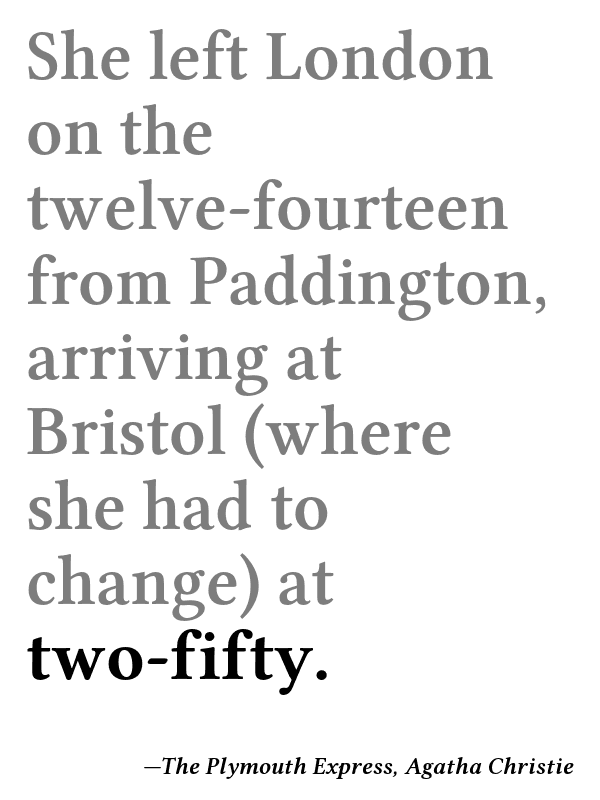 She left London
on the
twelve-fourteen
from Paddington,
arriving at
Bristol (where
she had to
change) at
two-fifty.
—The Plymouth Express, Agatha Christie